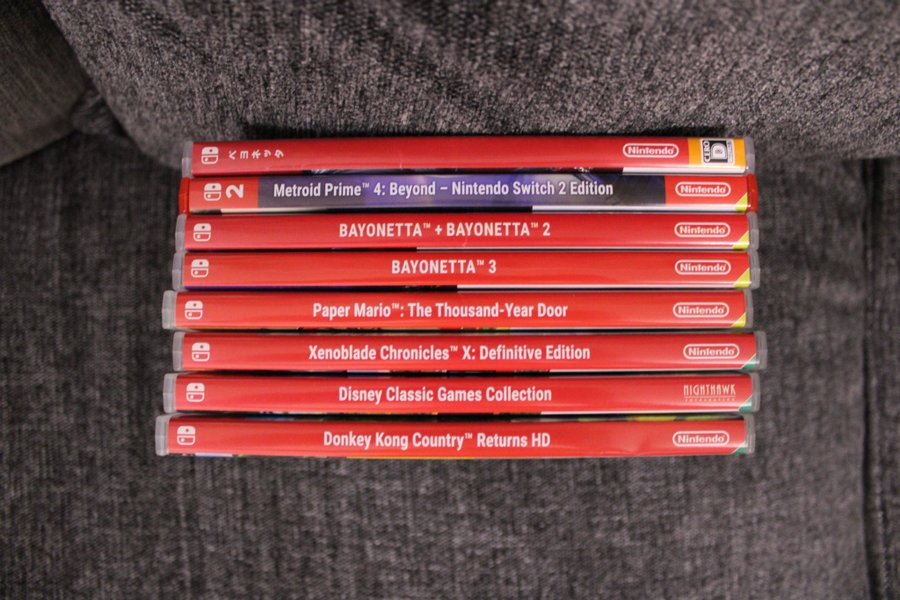 ベヨネッタ Nintendo CERO D
2 Metroid Prime™ 4: Beyond – Nintendo Switch 2 Edition Nintendo
BAYONETTA™ + BAYONETTA™ 2 Nintendo
BAYONETTA™ 3 Nintendo
Paper Mario™: The Thousand-Year Door Nintendo
Xenoblade Chronicles™ X: Definitive Edition Nintendo
Disney Classic Games Collection NIGHTHAWK
Donkey Kong Country™ Returns HD Nintendo